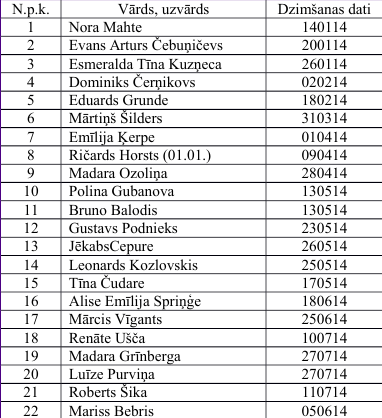 N.p.k. Vārds, uzvārds Dzimšanas dati
1 Nora Mahte 140114
2 Evans Arturs Čebuņičevs 200114
3 Esmeralda Tīna Kuzņeca 260114
4 Dominiks Čerņikovs 020214
5 Eduards Grunde 180214
6 Mārtiņš Šilders 310314
7 Emīlija Ķerpe 010414
8 Ričards Horsts (01.01.) 090414
9 Madara Ozoliņa 280414
10 Polina Gubanova 130514
11 Bruno Balodis 130514
12 Gustavs Podnieks 230514
13 JēkabsCepure 260514
14 Leonards Kozlovskis 250514
15 Tīna Čudare 170514
16 Alise Emīlija Spriņģe 180614
17 Mārcis Vīgants 250614
18 Renāte Ušča 100714
19 Madara Grīnberga 270714
20 Luīze Purviņa 270714
21 Roberts Šika 110714
22 Mariss Bebris 050614